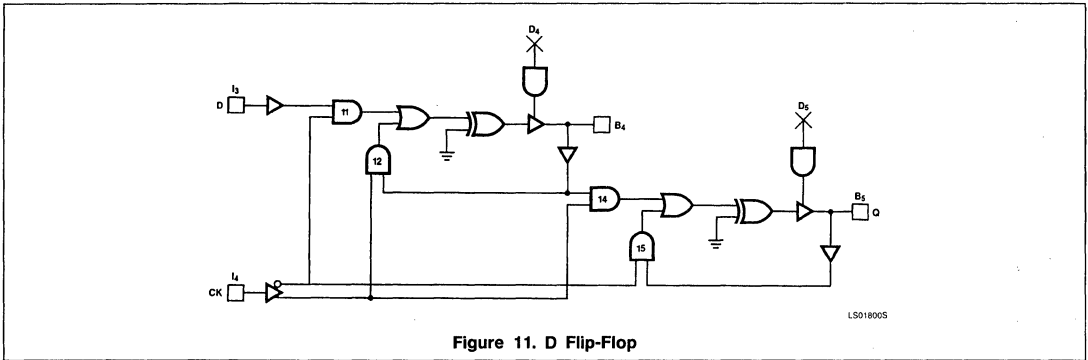 D4
I3
D
11
B4
12
D5
14
B5
Q
15
I4
CK
LS01800S
Figure 11. D Flip-Flop